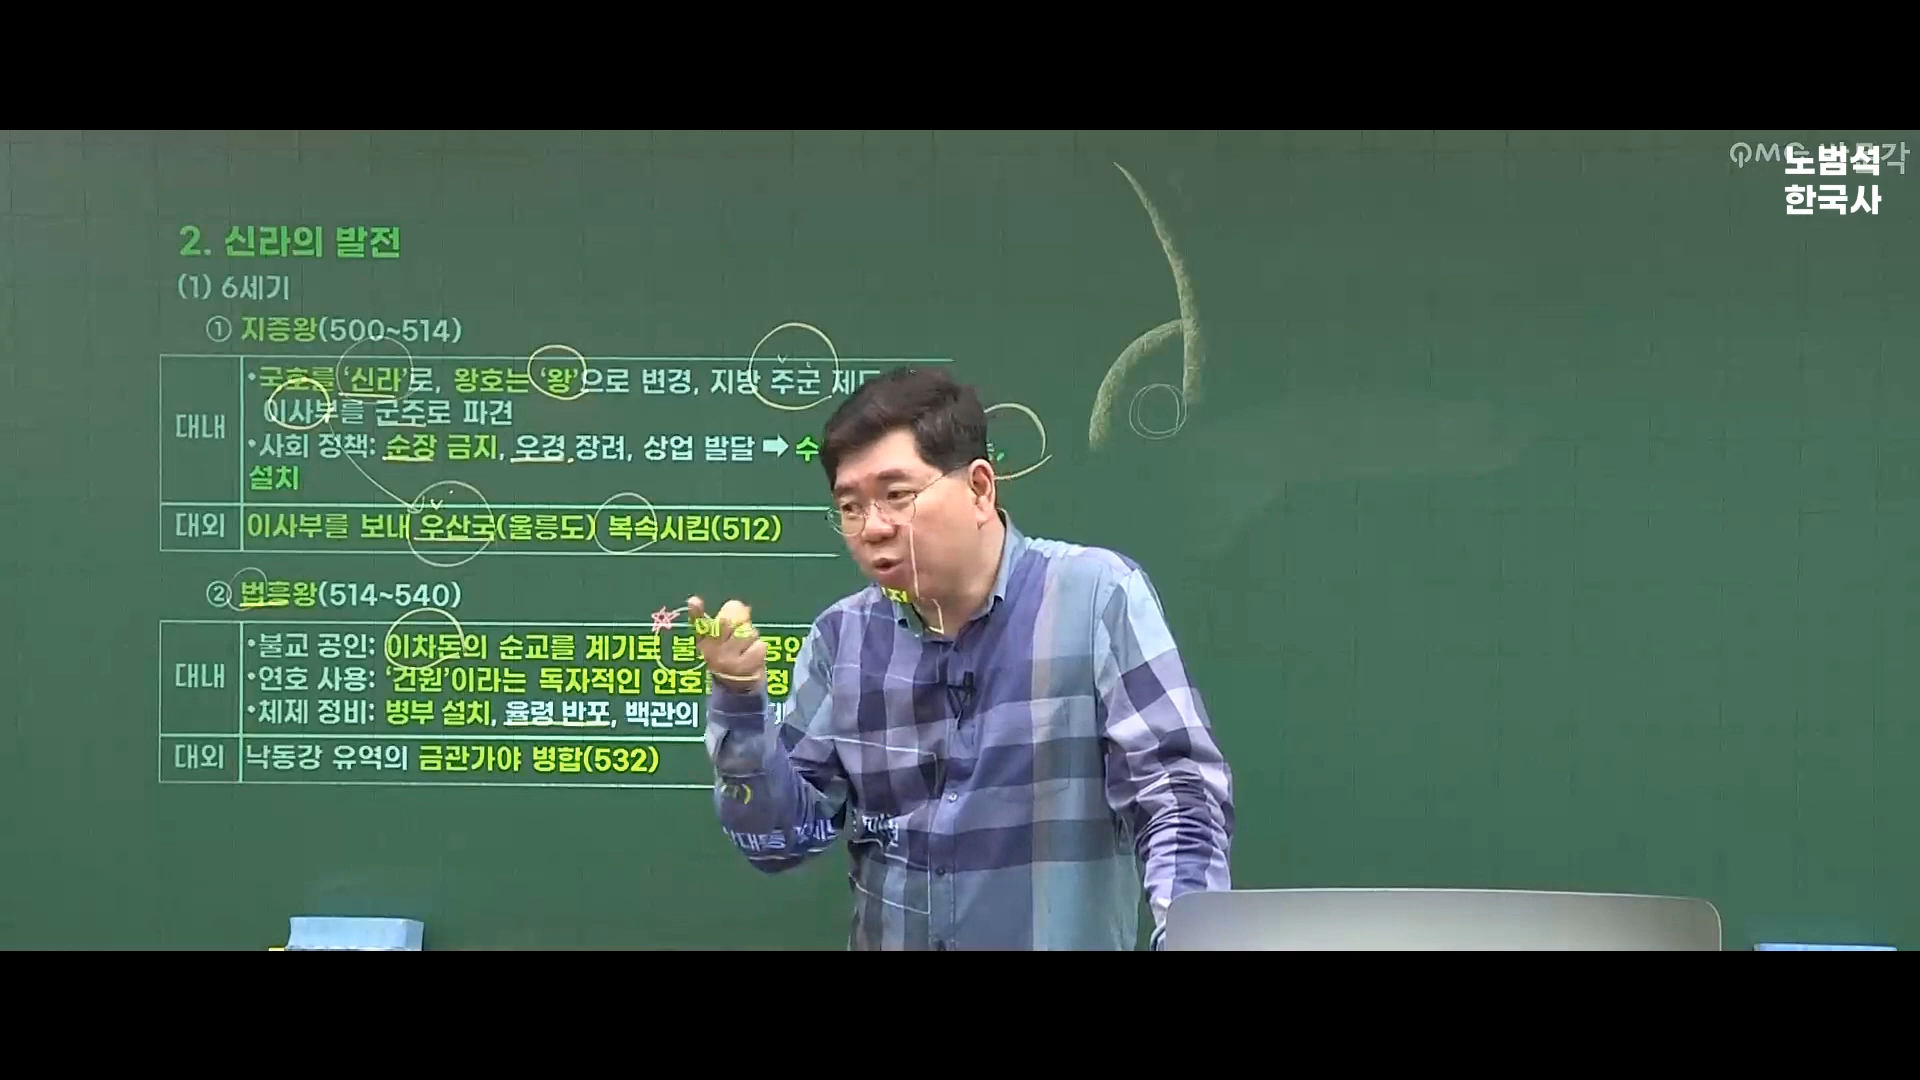 노범석
한국사
2. 신라의 발전
(1) 6세기
① 지증왕(500~514)
대내
•국호를 '신라'로, 왕호는 '왕'으로 변경, 지방 주군 제도
이사부를 군주로 파견
•사회 정책: 순장 금지, 우경 장려, 상업 발달 ➡ 수
설치
대외
이사부를 보내 우산국(울릉도) 복속시킴(512)
② 법흥왕(514~540)
대내
•불교 공인: 이차돈의 순교를 계기로 불 공인
•연호 사용: '건원'이라는 독자적인 연호를 정
•체제 정비: 병부 설치, 율령 반포, 백관의
대외
낙동강 유역의 금관가야 병합(532)